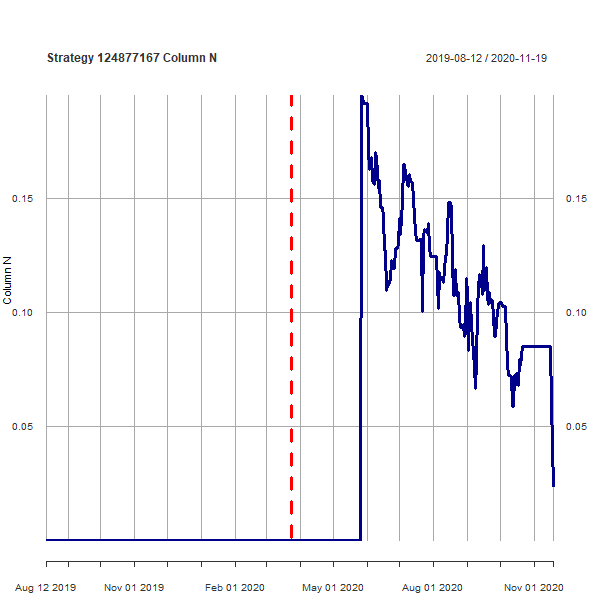 Strategy 124877167 Column N
2019-08-12 / 2020-11-19
Column N
0.15
0.10
0.05
0.15
0.10
0.05
Aug 12 2019
Nov 01 2019
Feb 01 2020
May 01 2020
Aug 01 2020
Nov 01 2020